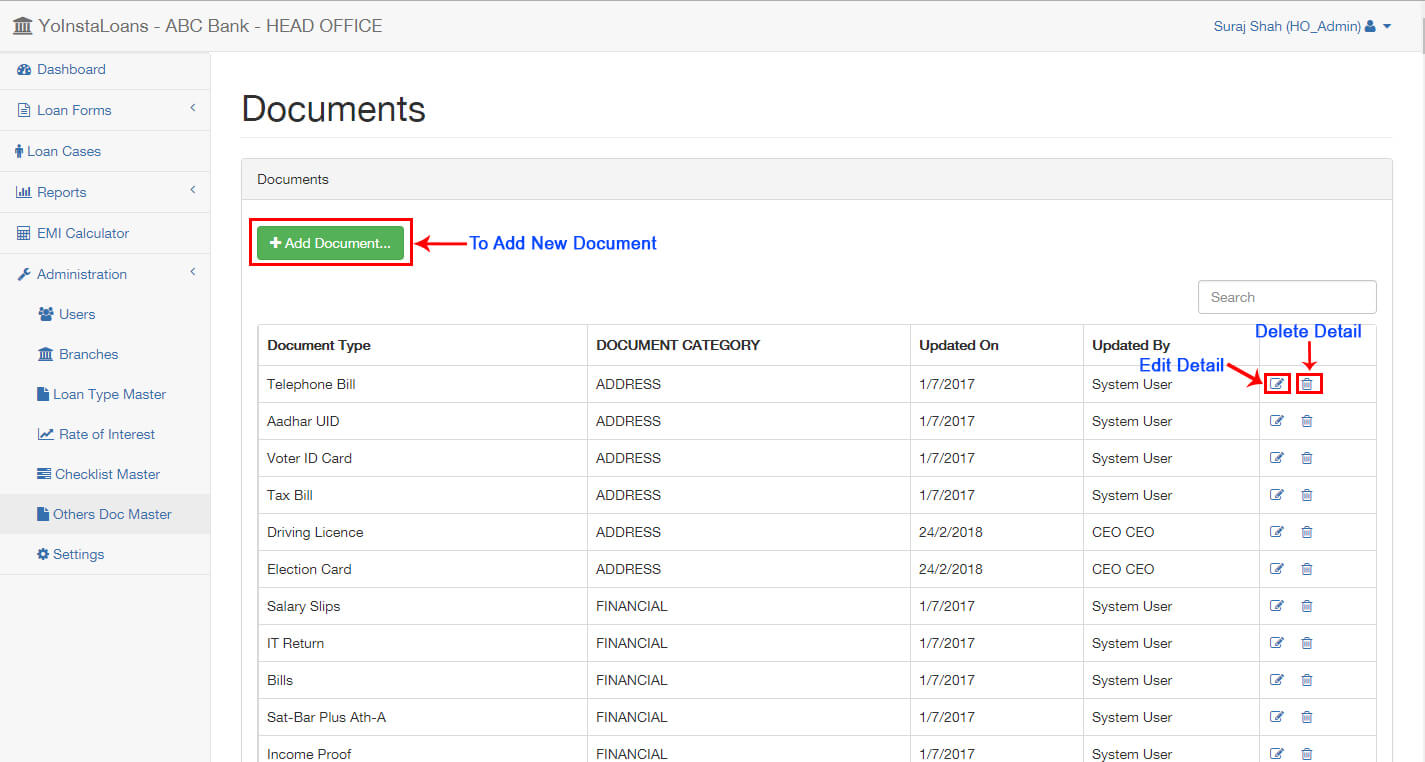 YoInstaLoans - ABC Bank - HEAD OFFICE
Suraj Shah (HO_Admin)
Dashboard
Loan Forms
Loan Cases
Reports
EMI Calculator
Administration
Users
Branches
Loan Type Master
Rate of Interest
Checklist Master
Others Doc Master
Settings
Documents
Documents
Add Document...
To Add New Document
Search
Delete Detail
Edit Detail
Document Type DOCUMENT CATEGORY Updated On Updated By
Telephone Bill ADDRESS 1/7/2017 System User
Aadhar UID ADDRESS 1/7/2017 System User
Voter ID Card ADDRESS 1/7/2017 System User
Tax Bill ADDRESS 1/7/2017 System User
Driving Licence ADDRESS 24/2/2018 CEO CEO
Election Card ADDRESS 24/2/2018 CEO CEO
Salary Slips FINANCIAL 1/7/2017 System User
IT Return FINANCIAL 1/7/2017 System User
Bills FINANCIAL 1/7/2017 System User
Sat-Bar Plus Ath-A FINANCIAL 1/7/2017 System User
Income Proof FINANCIAL 1/7/2017 System User